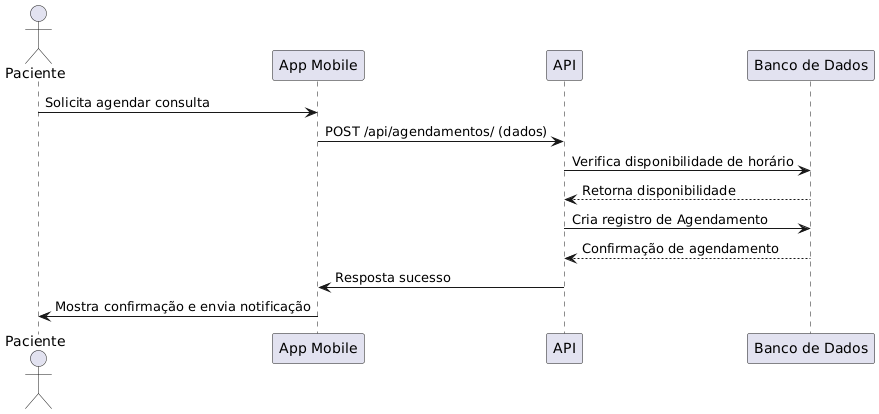 Paciente
App Mobile
API
Banco de Dados
Solicita agendar consulta
POST /api/agendamentos/ (dados)
Verifica disponibilidade de horário
Retorna disponibilidade
Cria registro de Agendamento
Confirmação de agendamento
Resposta sucesso
Mostra confirmação e envia notificação
Paciente
App Mobile
API
Banco de Dados